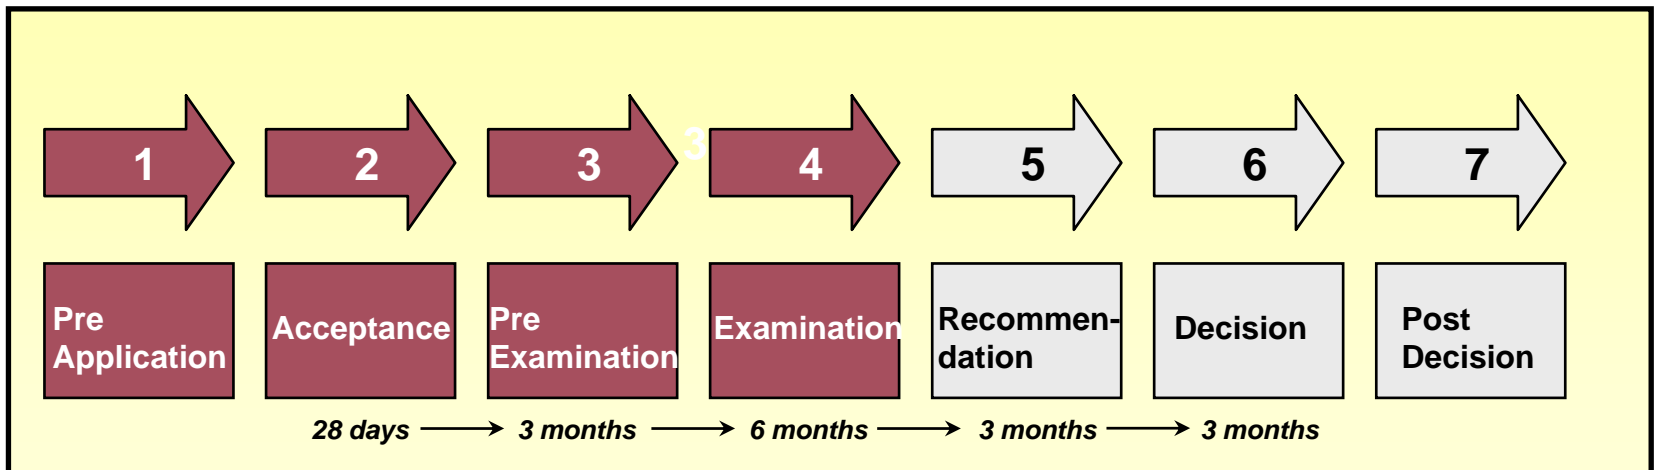 1
2
3
3
4
5
6
7
Pre
Application
Acceptance
Pre
Examination
Examination
Recommen-
dation
Decision
Post
Decision
28 days
3 months
6 months
3 months
3 months